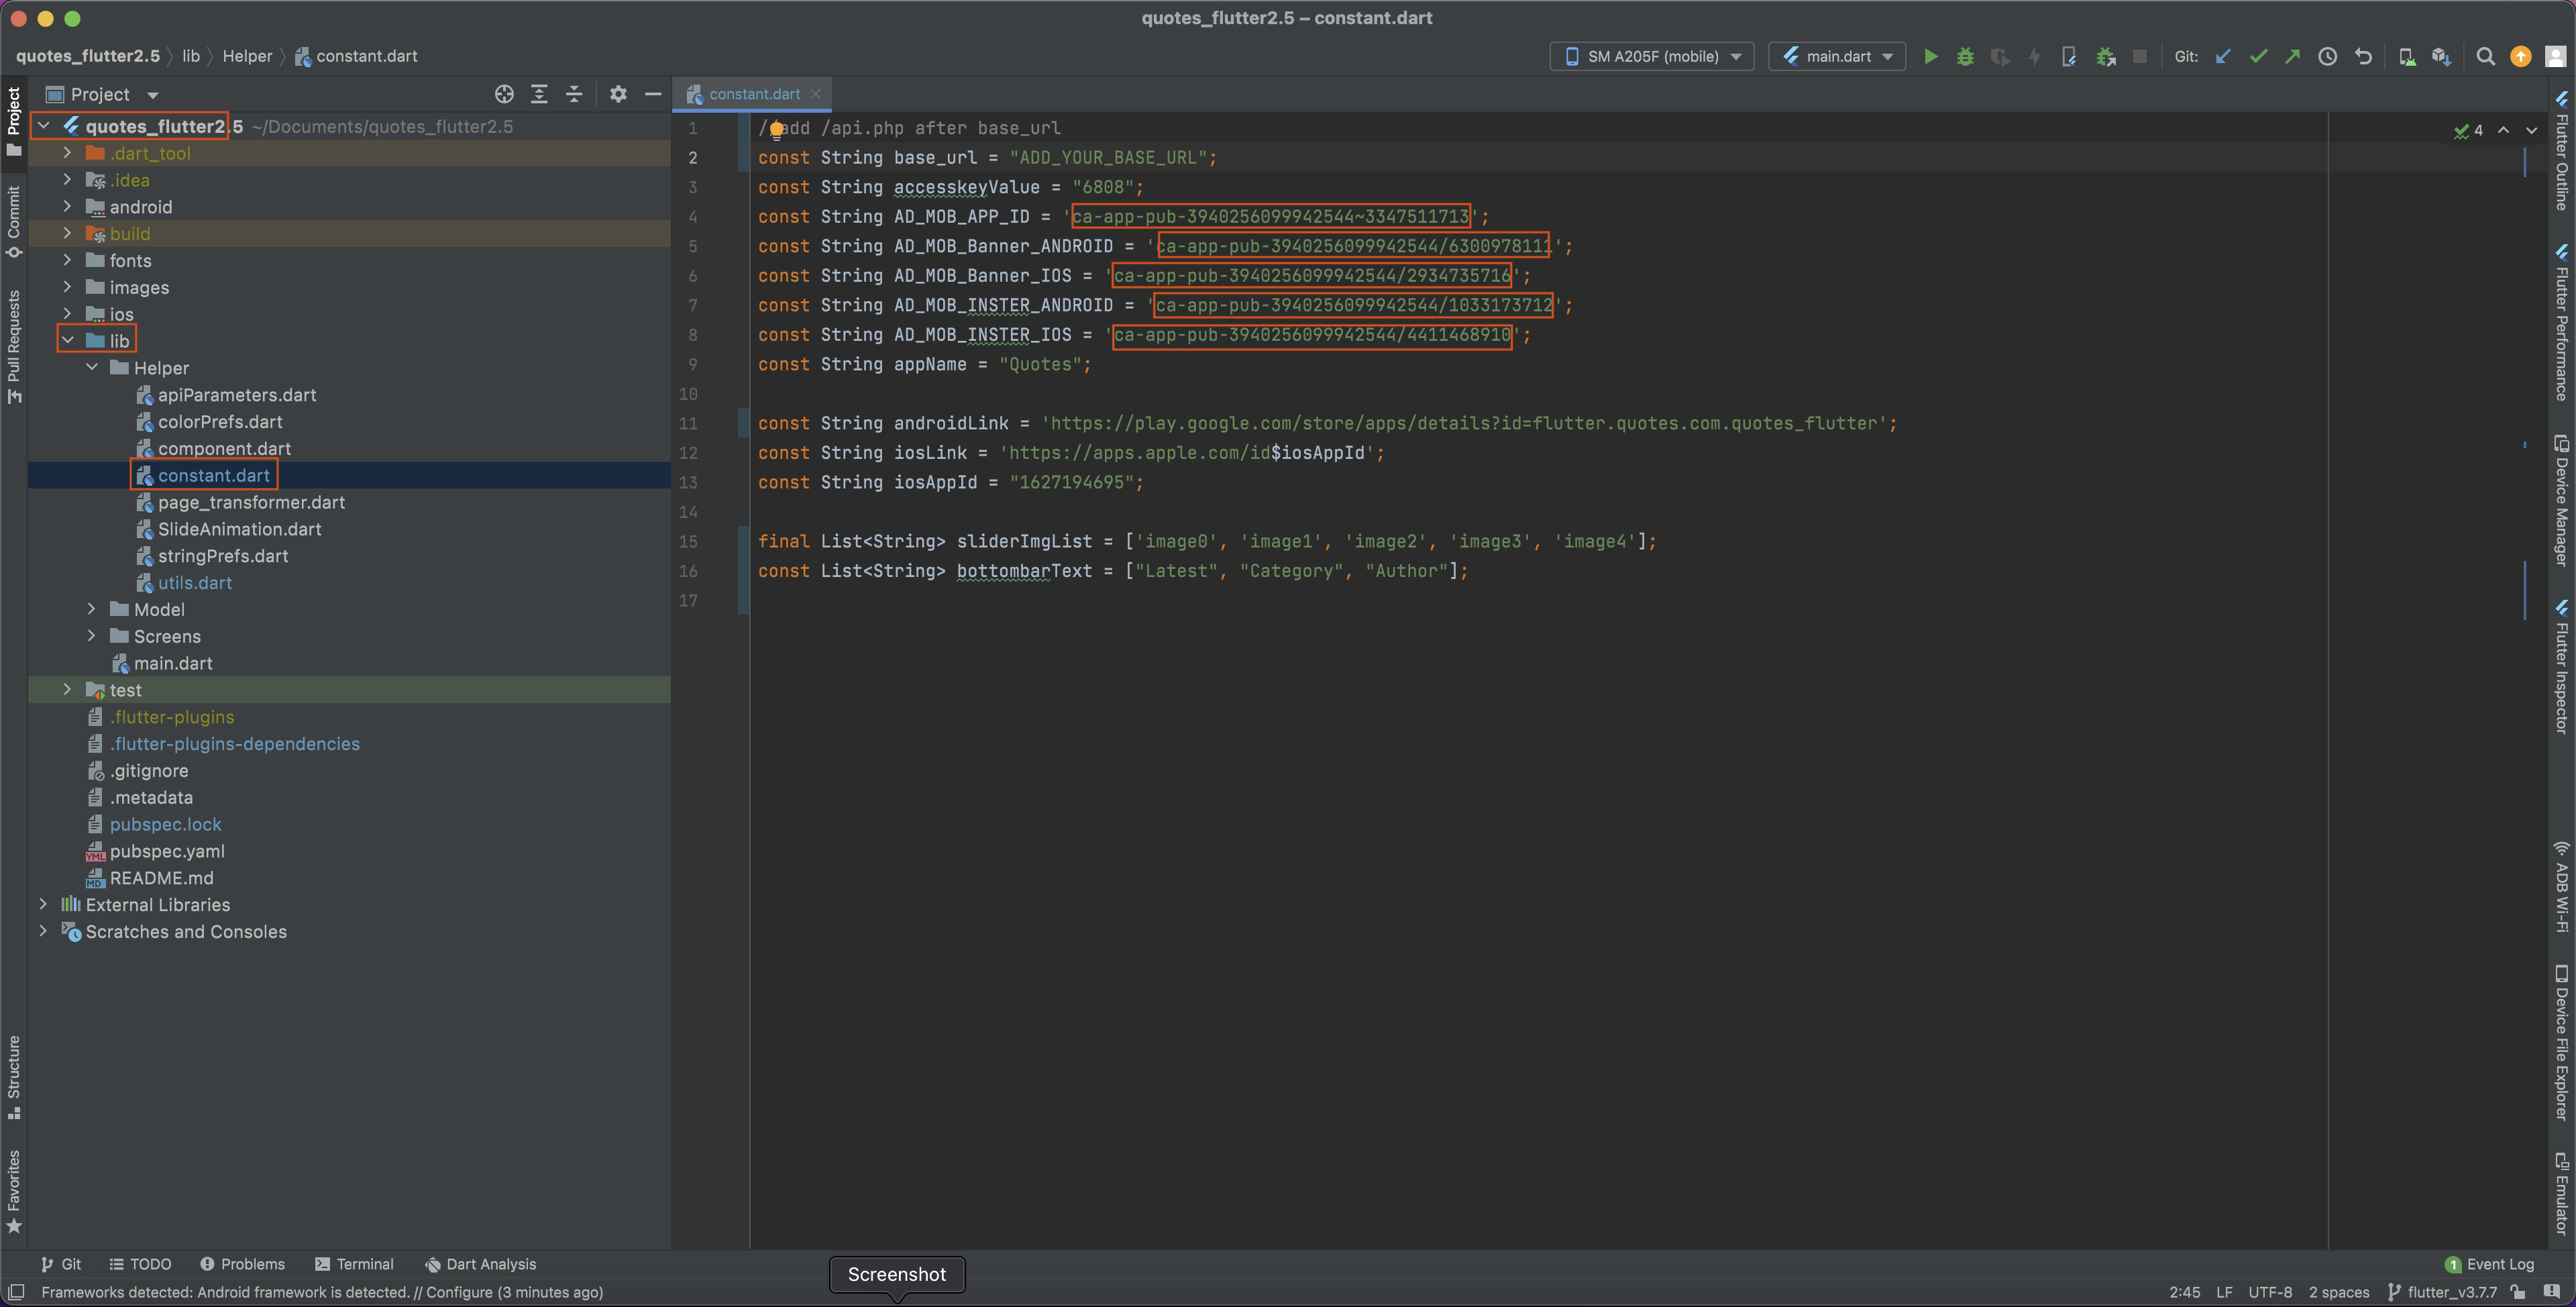 quotes_flutter2.5 – constant.dart
quotes_flutter2.5 lib Helper constant.dart
SM A205F (mobile) main.dart Git:
Project
constant.dart
quotes_flutter2.5 ~/Documents/quotes_flutter2.5
.dart_tool
.idea
android
build
fonts
images
ios
lib
Helper
apiParameters.dart
colorPrefs.dart
component.dart
constant.dart
page_transformer.dart
SlideAnimation.dart
stringPrefs.dart
utils.dart
Model
Screens
main.dart
test
.flutter-plugins
.flutter-plugins-dependencies
.gitignore
.metadata
pubspec.lock
pubspec.yaml
README.md
External Libraries
Scratches and Consoles
1 / add /api.php after base_url
2 const String base_url = "ADD_YOUR_BASE_URL";
3 const String accesskeyValue = "6808";
4 const String AD_MOB_APP_ID = 'ca-app-pub-3940256099942544~3347511713';
5 const String AD_MOB_Banner_ANDROID = 'ca-app-pub-3940256099942544/6300978111';
6 const String AD_MOB_Banner_IOS = 'ca-app-pub-3940256099942544/2934735716';
7 const String AD_MOB_INSTER_ANDROID = 'ca-app-pub-3940256099942544/1033173712';
8 const String AD_MOB_INSTER_IOS = 'ca-app-pub-3940256099942544/4411468910';
9 const String appName = "Quotes";
10
11 const String androidLink = 'https://play.google.com/store/apps/details?id=flutter.quotes.com.quotes_flutter';
12 const String iosLink = 'https://apps.apple.com/id$iosAppId';
13 const String iosAppId = "1627194695";
14
15 final List<String> sliderImgList = ['image0', 'image1', 'image2', 'image3', 'image4'];
16 const List<String> bottombarText = ["Latest", "Category", "Author"];
17
4
Project
Commit
Pull Requests
Structure
Favorites
Flutter Outline
Flutter Performance
Device Manager
Flutter Inspector
ADB Wi-Fi
Device File Explorer
Emulator
Git TODO Problems Terminal Dart Analysis
Screenshot
1 Event Log
Frameworks detected: Android framework is detected. // Configure (3 minutes ago)
2:45 LF UTF-8 2 spaces flutter_v3.7.7